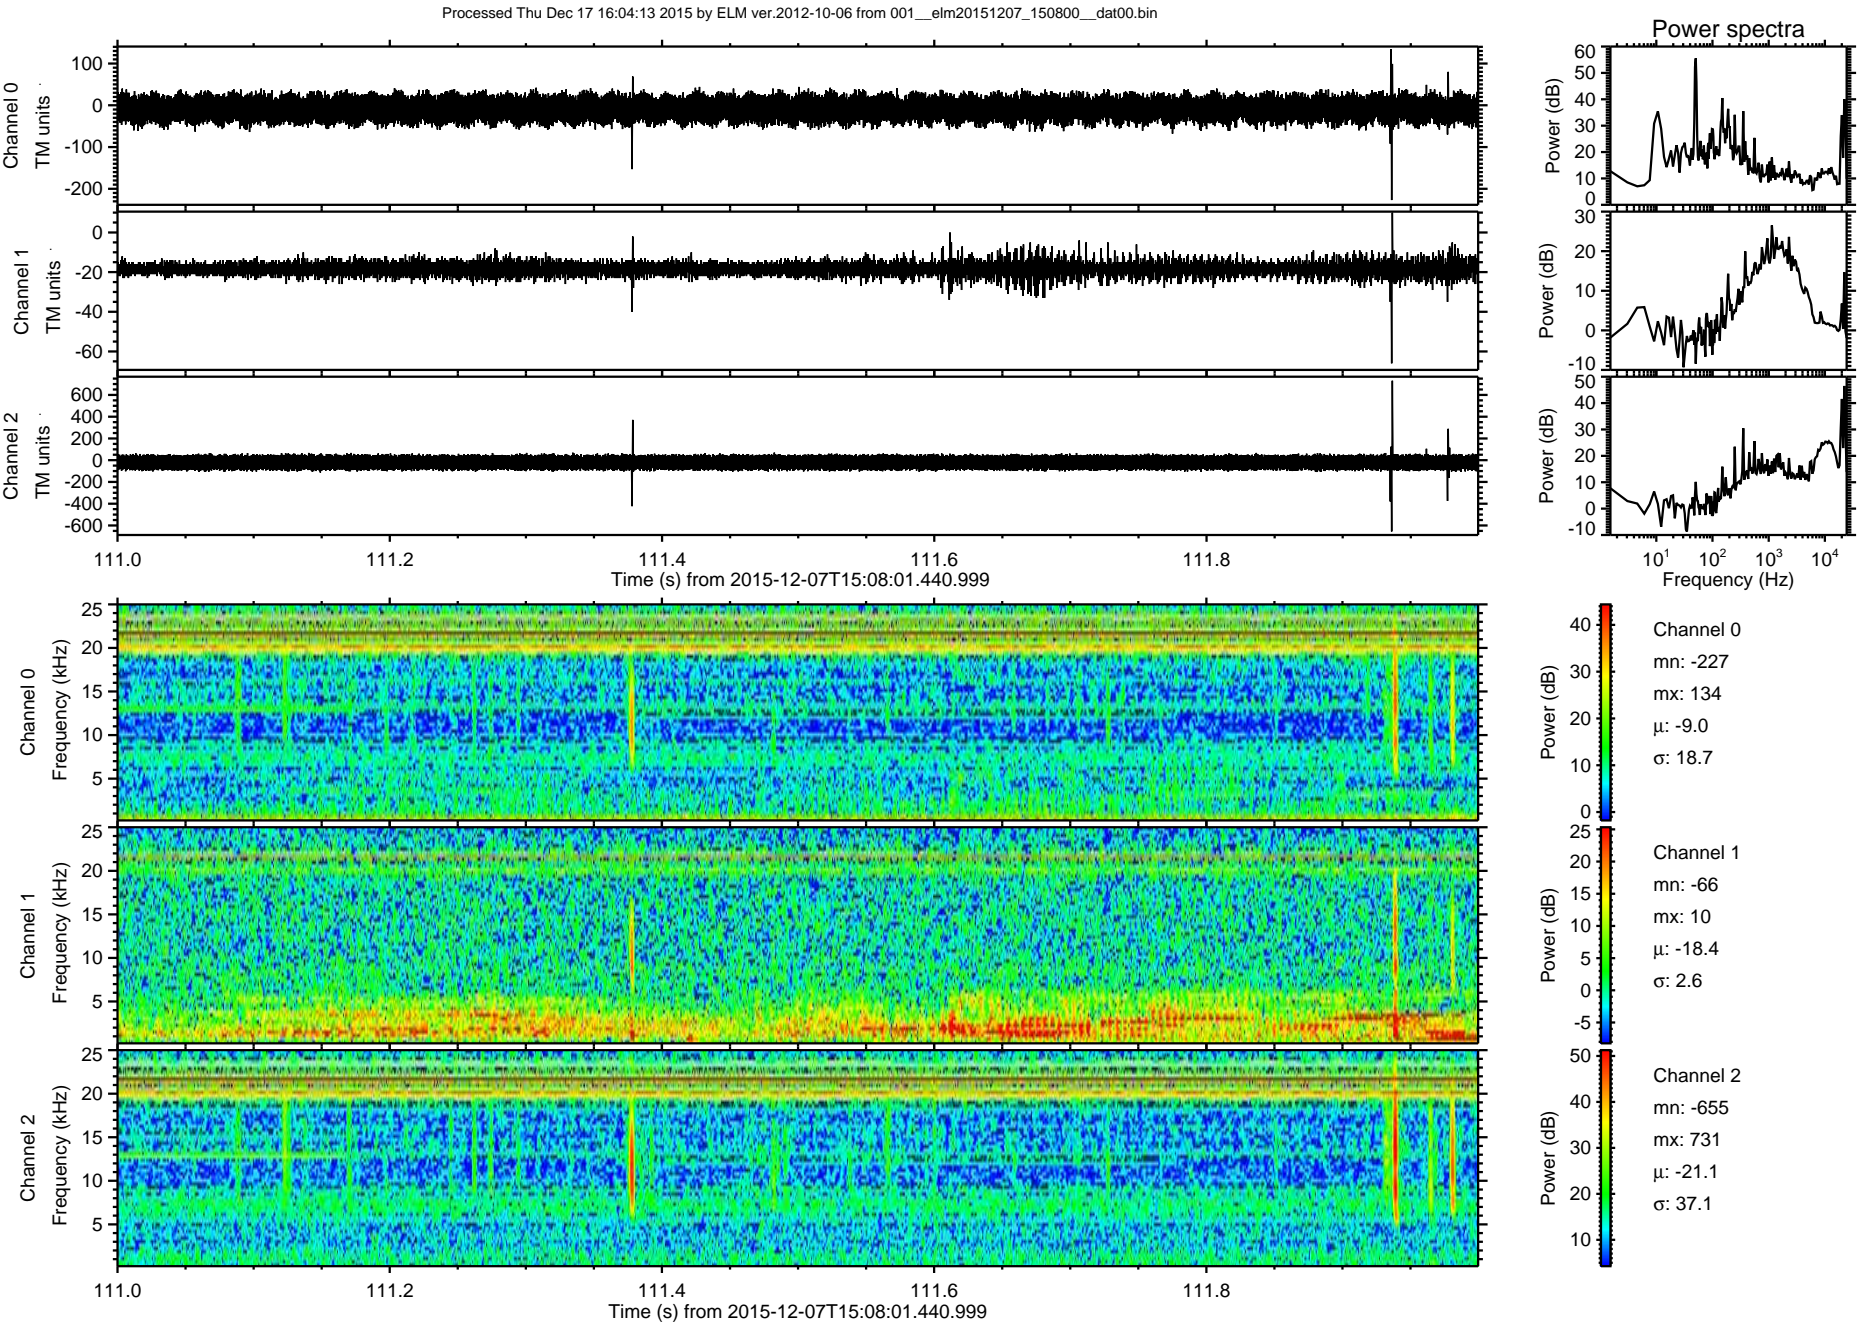 Processed Thu Dec 17 16:04:13 2015 by ELM ver.2012-10-06 from 001__elm20151207_150800__dat00.bin
Power spectra
Channel 0
TM units
100
0
-100
-200
Power (dB)
60
50
40
30
20
10
0
Channel 1
TM units
0
-20
-40
-60
Power (dB)
30
20
10
0
-10
Channel 2
TM units
600
400
200
0
-200
-400
-600
Power (dB)
50
40
30
20
10
0
-10
111.0 111.2 111.4 111.6 111.8
Time (s) from 2015-12-07T15:08:01.440.999
10¹ 10² 10³ 10⁴
Frequency (Hz)
Channel 0
Frequency (kHz)
25
20
15
10
5
Power (dB)
40
30
20
10
0
Channel 0
mn: -227
mx: 134
μ: -9.0
σ: 18.7
Channel 1
Frequency (kHz)
25
20
15
10
5
Power (dB)
25
20
15
10
5
0
-5
Channel 1
mn: -66
mx: 10
μ: -18.4
σ: 2.6
Channel 2
Frequency (kHz)
25
20
15
10
5
Power (dB)
50
40
30
20
10
Channel 2
mn: -655
mx: 731
μ: -21.1
σ: 37.1
111.0 111.2 111.4 111.6 111.8
Time (s) from 2015-12-07T15:08:01.440.999